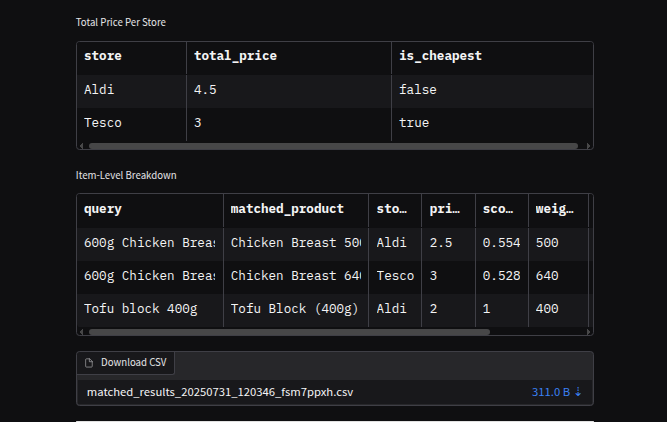 Total Price Per Store
store total_price is_cheapest
Aldi 4.5 false
Tesco 3 true
Item-Level Breakdown
query matched_product sto… pri… sco… weig…
600g Chicken Breas Chicken Breast 500 Aldi 2.5 0.554 500
600g Chicken Breas Chicken Breast 640 Tesco 3 0.528 640
Tofu block 400g Tofu Block (400g) Aldi 2 1 400
Download CSV
matched_results_20250731_120346_fsm7ppxh.csv 311.0 B ⇣